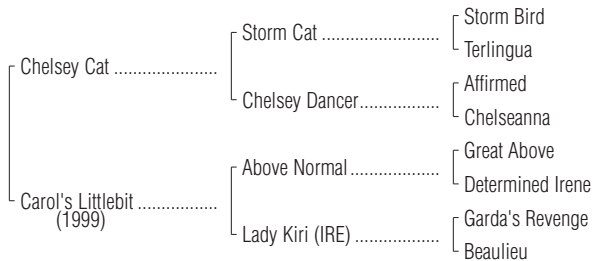 Storm Bird
Storm Cat ........................
Terlingua
Chelsey Cat .....................
Affirmed
Chelsey Dancer.................
Chelseanna
Great Above
Above Normal..................
Determined Irene
Carol's Littlebit ................
(1999)
Garda's Revenge
Lady Kiri (IRE) .................
Beaulieu